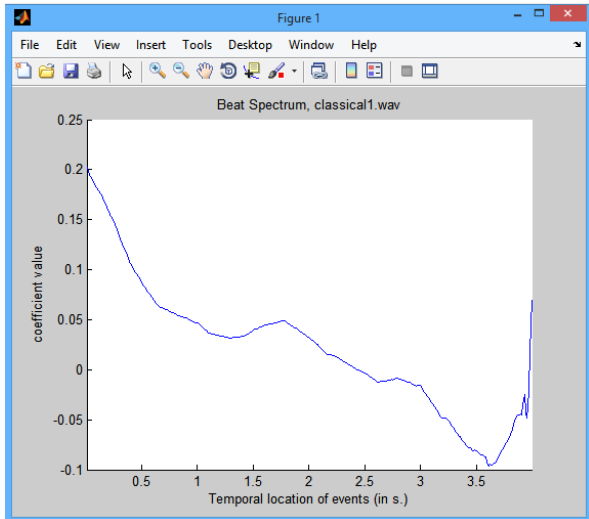 Figure 1
File Edit View Insert Tools Desktop Window Help
Beat Spectrum, classical1.wav
0.25
0.2
0.15
0.1
0.05
0
-0.05
-0.1
coefficient value
0.5 1 1.5 2 2.5 3 3.5
Temporal location of events (in s.)